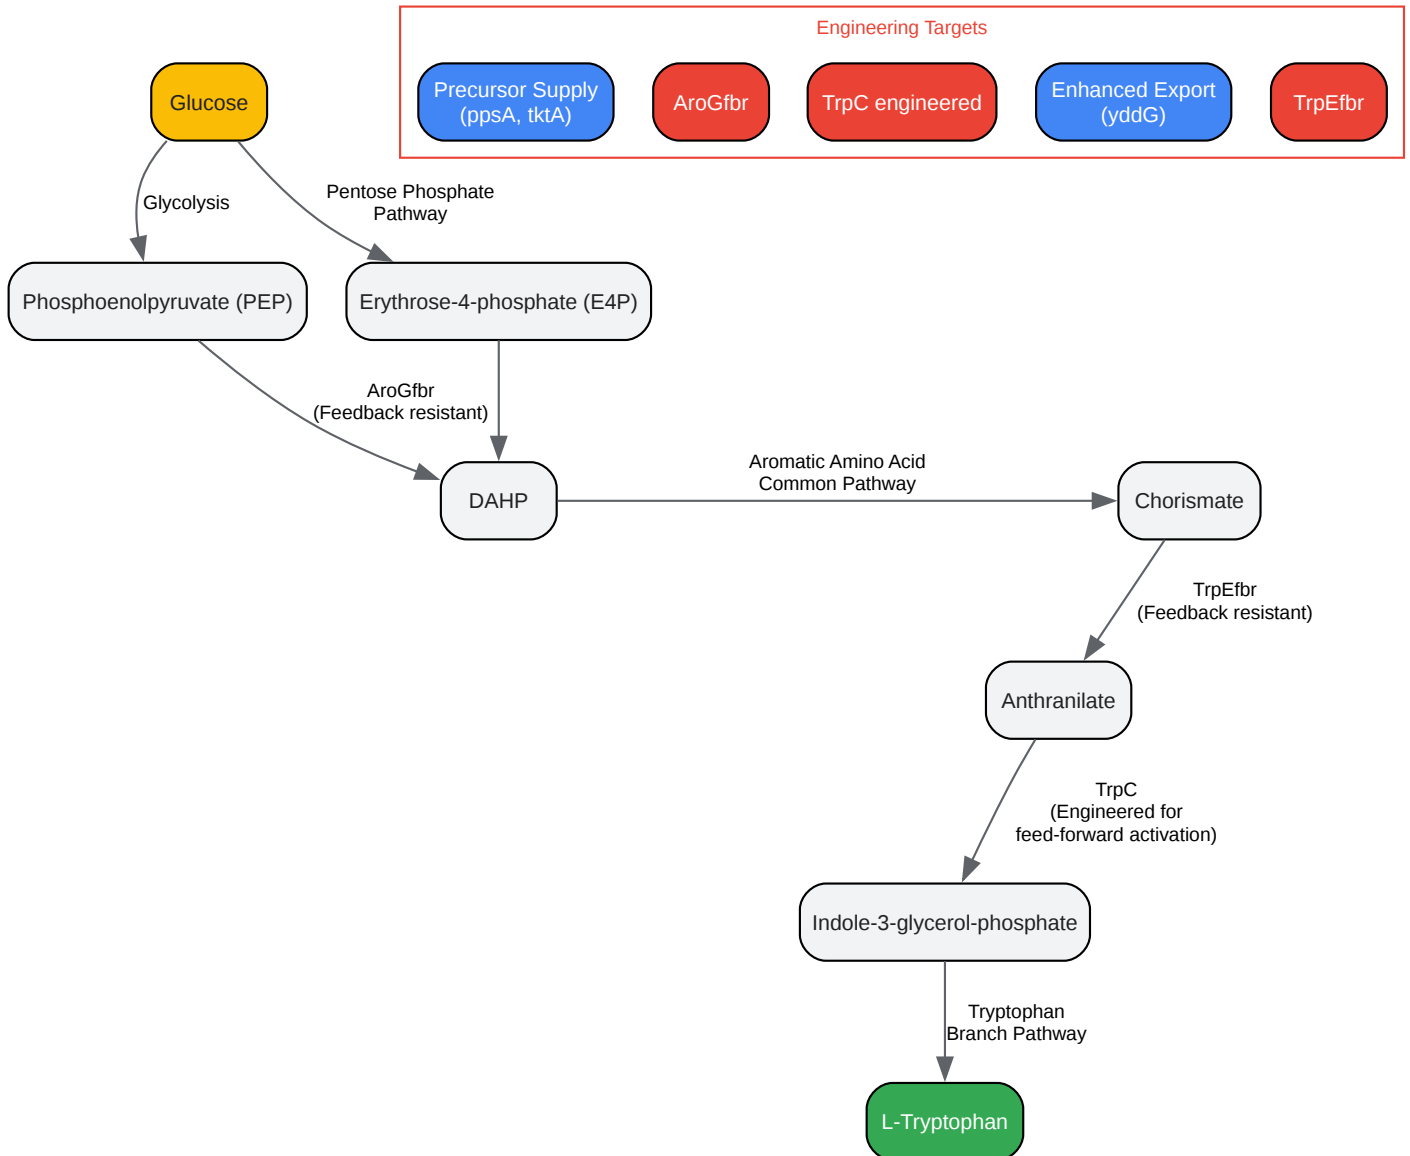 Engineering Targets
Glucose
Precursor Supply
(ppsA, tktA)
AroGfbr
TrpC engineered
Enhanced Export
(yddG)
TrpEfbr
Glycolysis
Pentose Phosphate
Pathway
Phosphoenolpyruvate (PEP)
Erythrose-4-phosphate (E4P)
AroGfbr
(Feedback resistant)
DAHP
Aromatic Amino Acid
Common Pathway
Chorismate
TrpEfbr
(Feedback resistant)
Anthranilate
TrpC
(Engineered for
feed-forward activation)
Indole-3-glycerol-phosphate
Tryptophan
Branch Pathway
L-Tryptophan